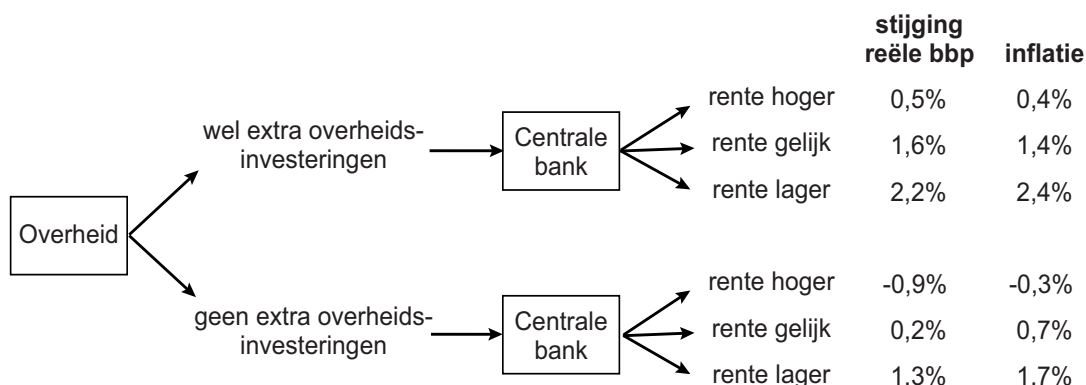 stijging
reële bbp inflatie
rente hoger 0,5% 0,4%
wel extra overheids-
investeringen
Centrale
bank
rente gelijk 1,6% 1,4%
rente lager 2,2% 2,4%
Overheid
rente hoger -0,9% -0,3%
geen extra overheids-
investeringen
Centrale
bank
rente gelijk 0,2% 0,7%
rente lager 1,3% 1,7%